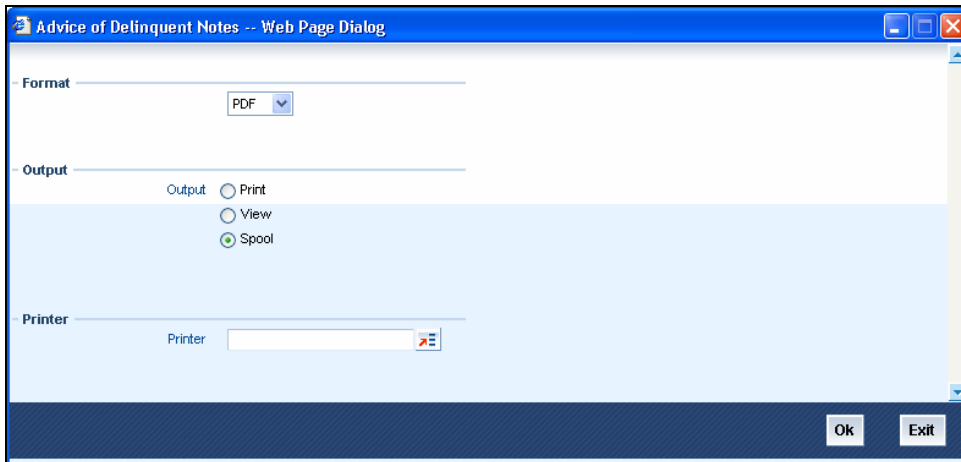 Advice of Delinquent Notes -- Web Page Dialog
Format
PDF
Output
Output Print
View
Spool
Printer
Printer
Ok Exit